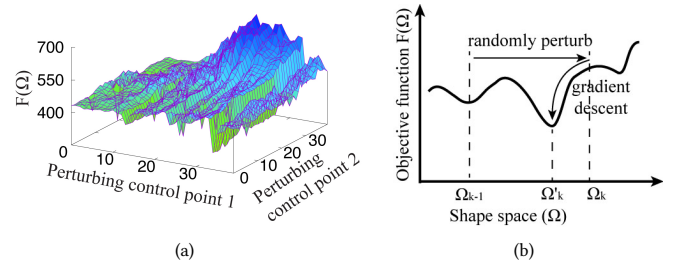 700
550
400
F(Ω)
0
10
20
30
Perturbing control point 1
0
10
20
30
Perturbing
control point 2
(a)
Objective function F(Ω)
randomly perturb
gradient
descent
Ωk-1
Ω'k
Ωk
Shape space (Ω)
(b)